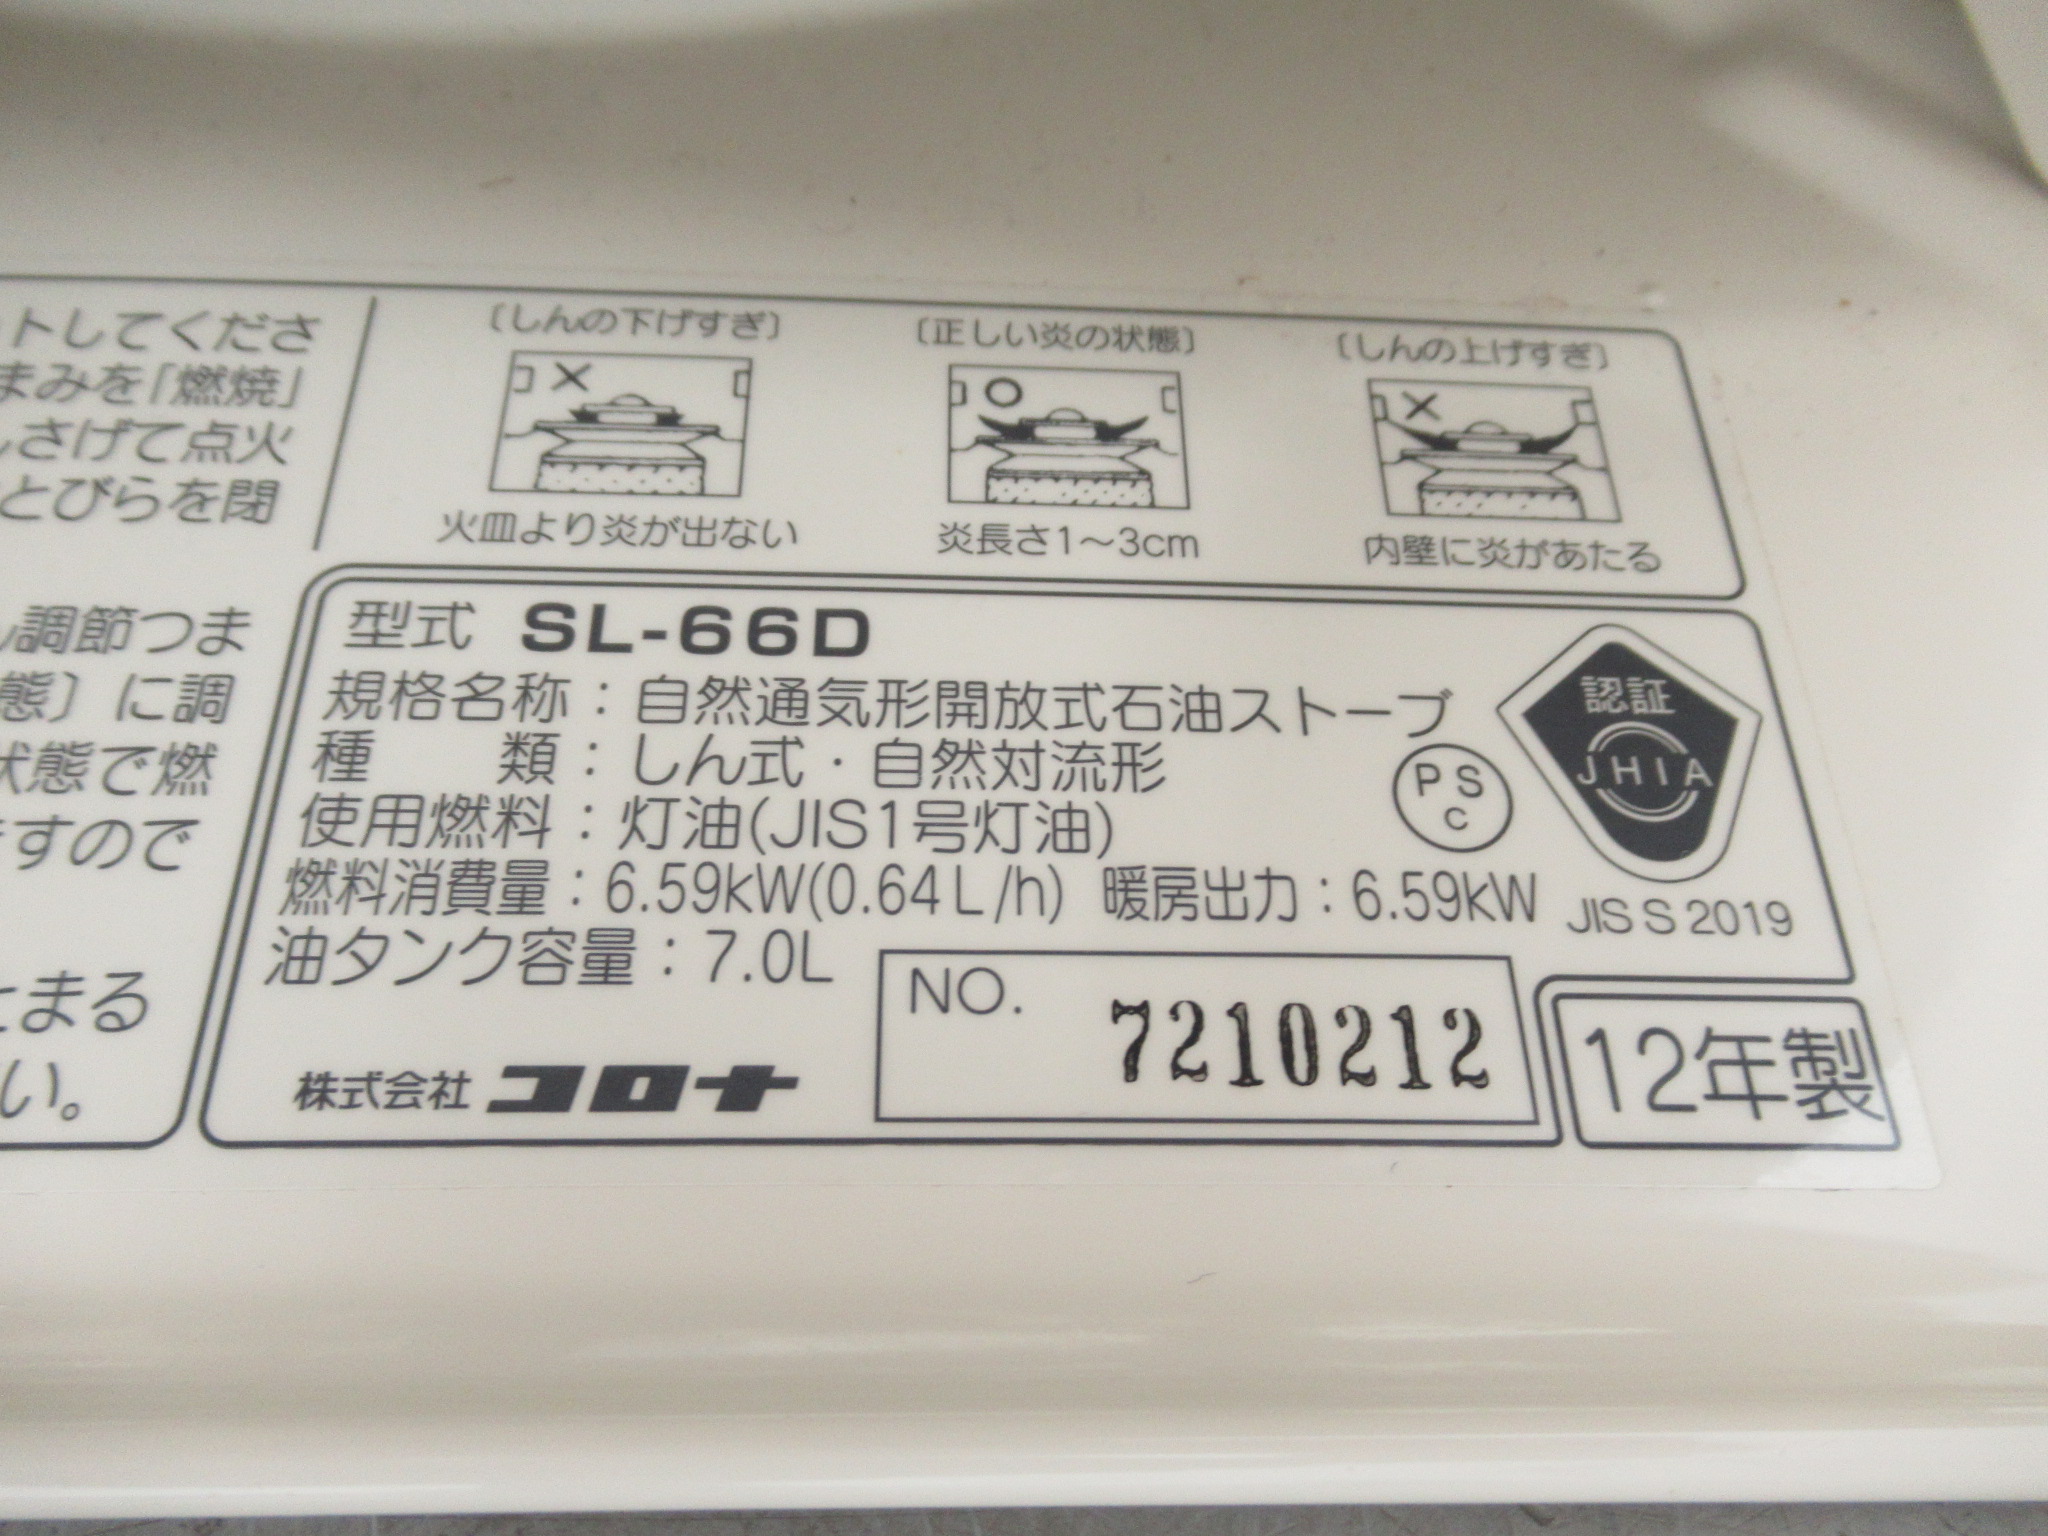 トしてくださ
まみを「燃焼」
さげて点火
とびらを閉
調節つま
態〕に調
状態で燃
ますので
とまる
い。
〔しんの下げすぎ〕
火皿より炎が出ない
〔正しい炎の状態〕
炎長さ1～3cm
〔しんの上げすぎ〕
内壁に炎があたる
型式 SL-66D
規格名称：自然通気形開放式石油ストーブ
種 類：しん式・自然対流形
使用燃料：灯油(JIS1号灯油)
燃料消費量：6.59kW(0.64L/h) 暖房出力：6.59kW
油タンク容量：7.0L
株式会社 コロナ
NO. 7210212
PS
C
認証
JHIA
JIS S 2019
12年製